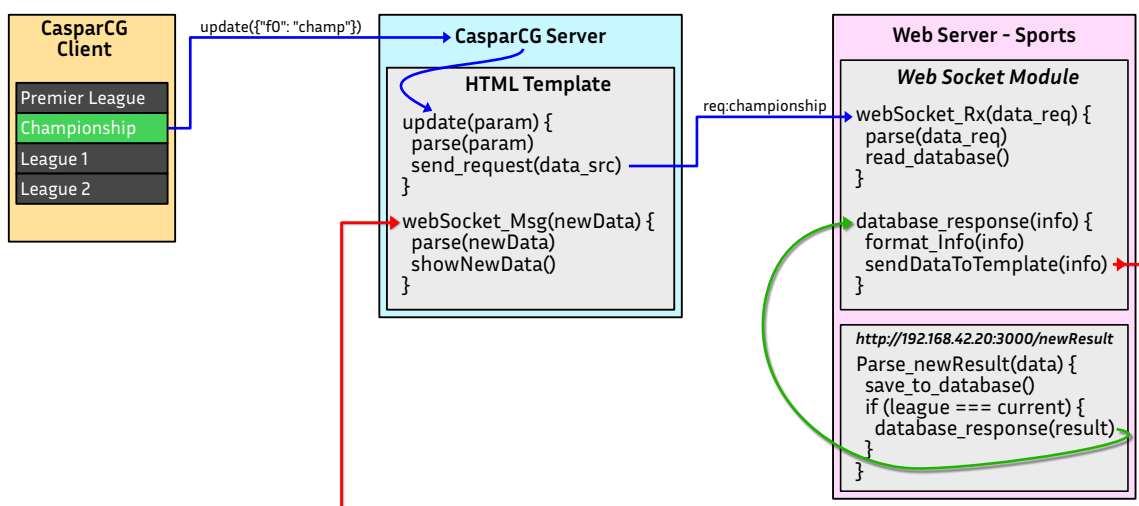 CasparCG
Client
Premier League
Championship
League 1
League 2
update({"f0": "champ"})
CasparCG Server
HTML Template
update(param) {
parse(param)
send_request(data_src)
}
webSocket_Msg(newData) {
parse(newData)
showNewData()
}
req:championship
Web Server - Sports
Web Socket Module
webSocket_Rx(data_req) {
parse(data_req)
read_database()
}
database_response(info) {
format_Info(info)
sendDataToTemplate(info)
}
http://192.168.42.20:3000/newResult
Parse_newResult(data) {
save_to_database()
if (league === current) {
database_response(result)
}
}